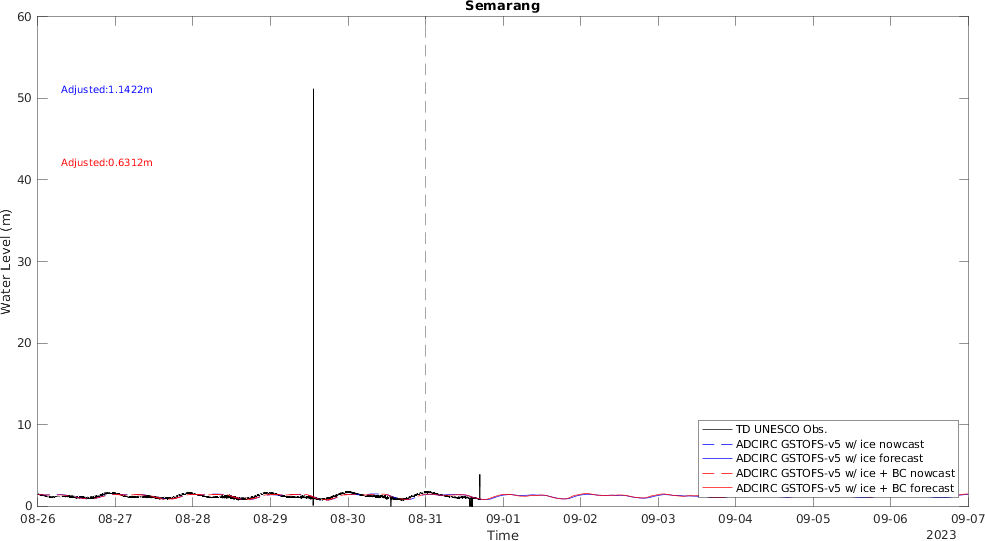 Semarang
60
50
40
30
20
10
0
Water Level (m)
Adjusted:1.1422m
Adjusted:0.6312m
TD UNESCO Obs.
ADCIRC GSTOFS-v5 w/ ice nowcast
ADCIRC GSTOFS-v5 w/ ice forecast
ADCIRC GSTOFS-v5 w/ ice + BC nowcast
ADCIRC GSTOFS-v5 w/ ice + BC forecast
08-26 08-27 08-28 08-29 08-30 08-31 09-01 09-02 09-03 09-04 09-05 09-06 09-07
Time
2023